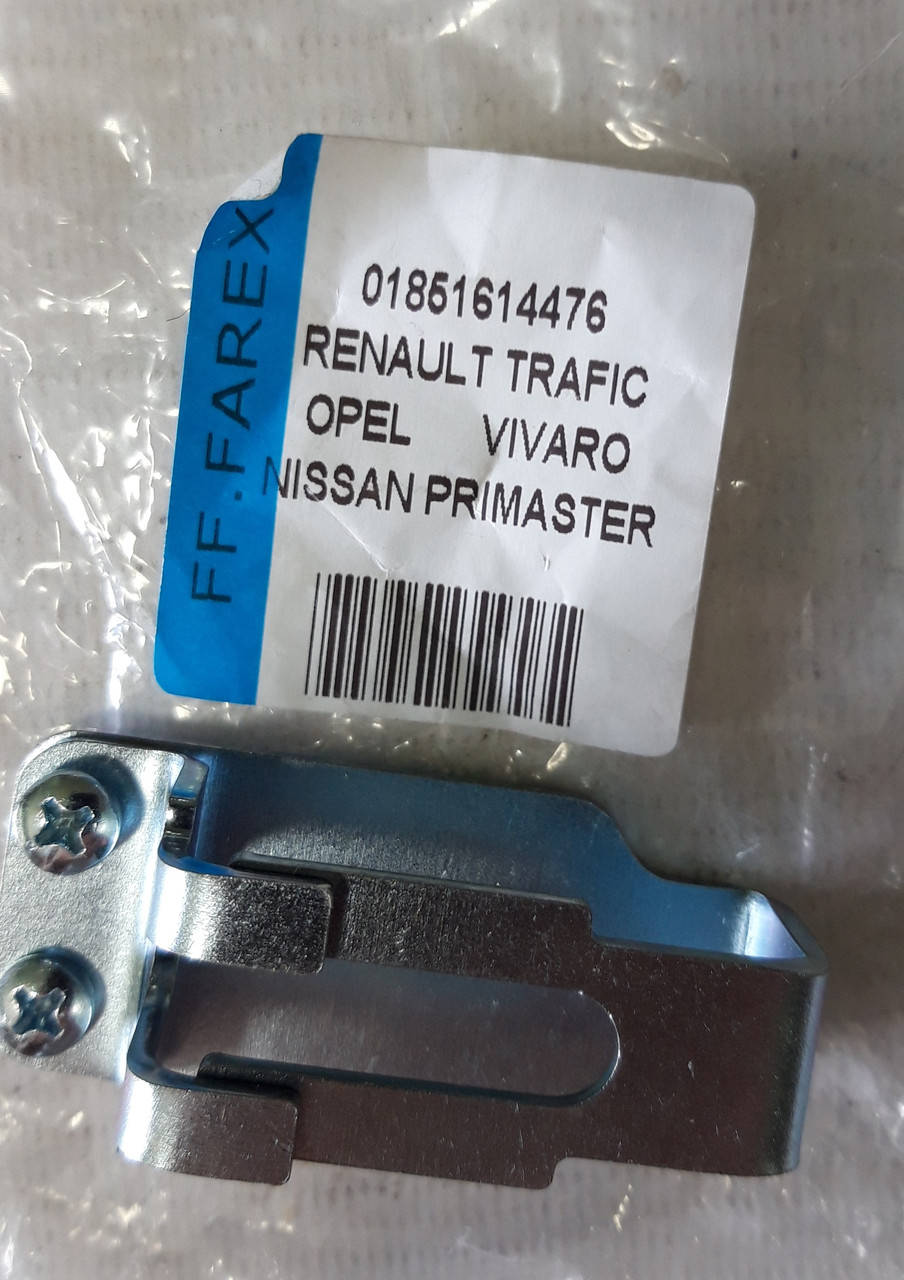 FF.FAREX
01851614476
RENAULT TRAFIC
OPEL VIVARO
NISSAN PRIMASTER